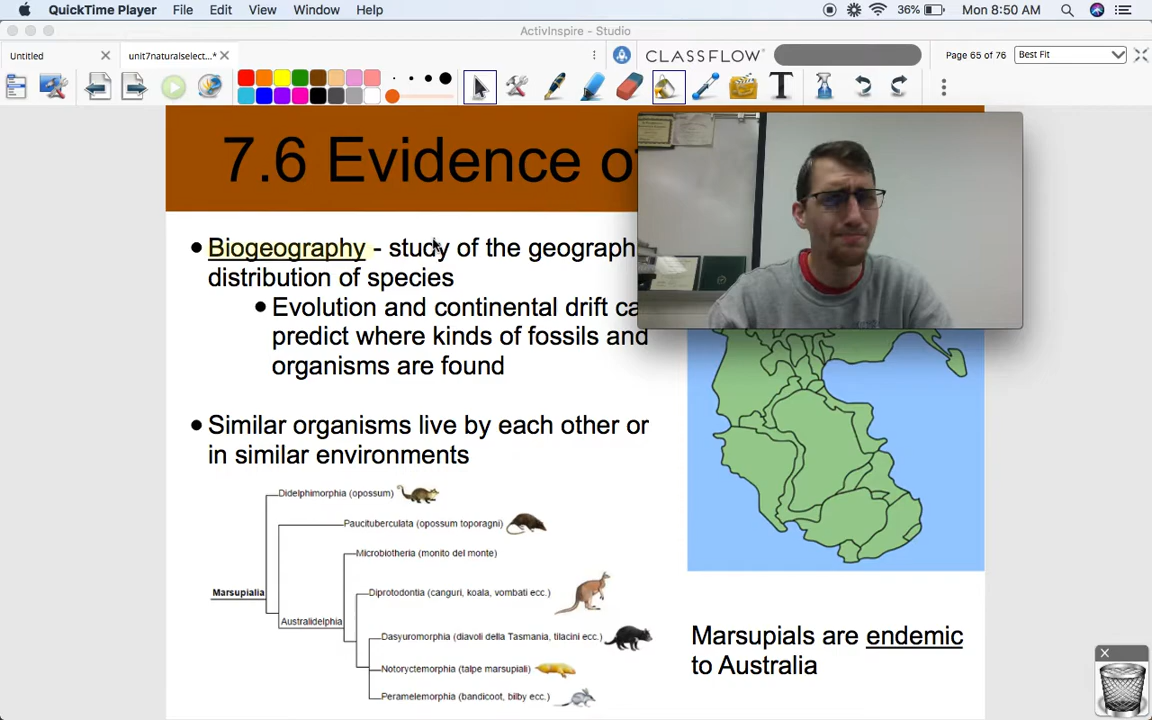 QuickTime Player File Edit View Window Help 36% Mon 8:50 AM
ActivInspire - Studio
Untitled unit7naturalselect...* CLASSFLOW Page 65 of 76 Best Fit
7.6 Evidence of
Biogeography - study of the geograph
distribution of species
Evolution and continental drift ca
predict where kinds of fossils and
organisms are found
Similar organisms live by each other or
in similar environments
Didelphimorphia (opossum)
Paucituberculata (opossum toporagni)
Microbiotheria (monito del monte)
Marsupialia
Diprotodontia (canguri, koala, vombati ecc.)
Australidelphia
Dasyuromorphia (diavoli della Tasmania, tilacini ecc.)
Notoryctemorphia (talpe marsupiali)
Peramelemorphia (bandicoot, bilby ecc.)
Marsupials are endemic
to Australia